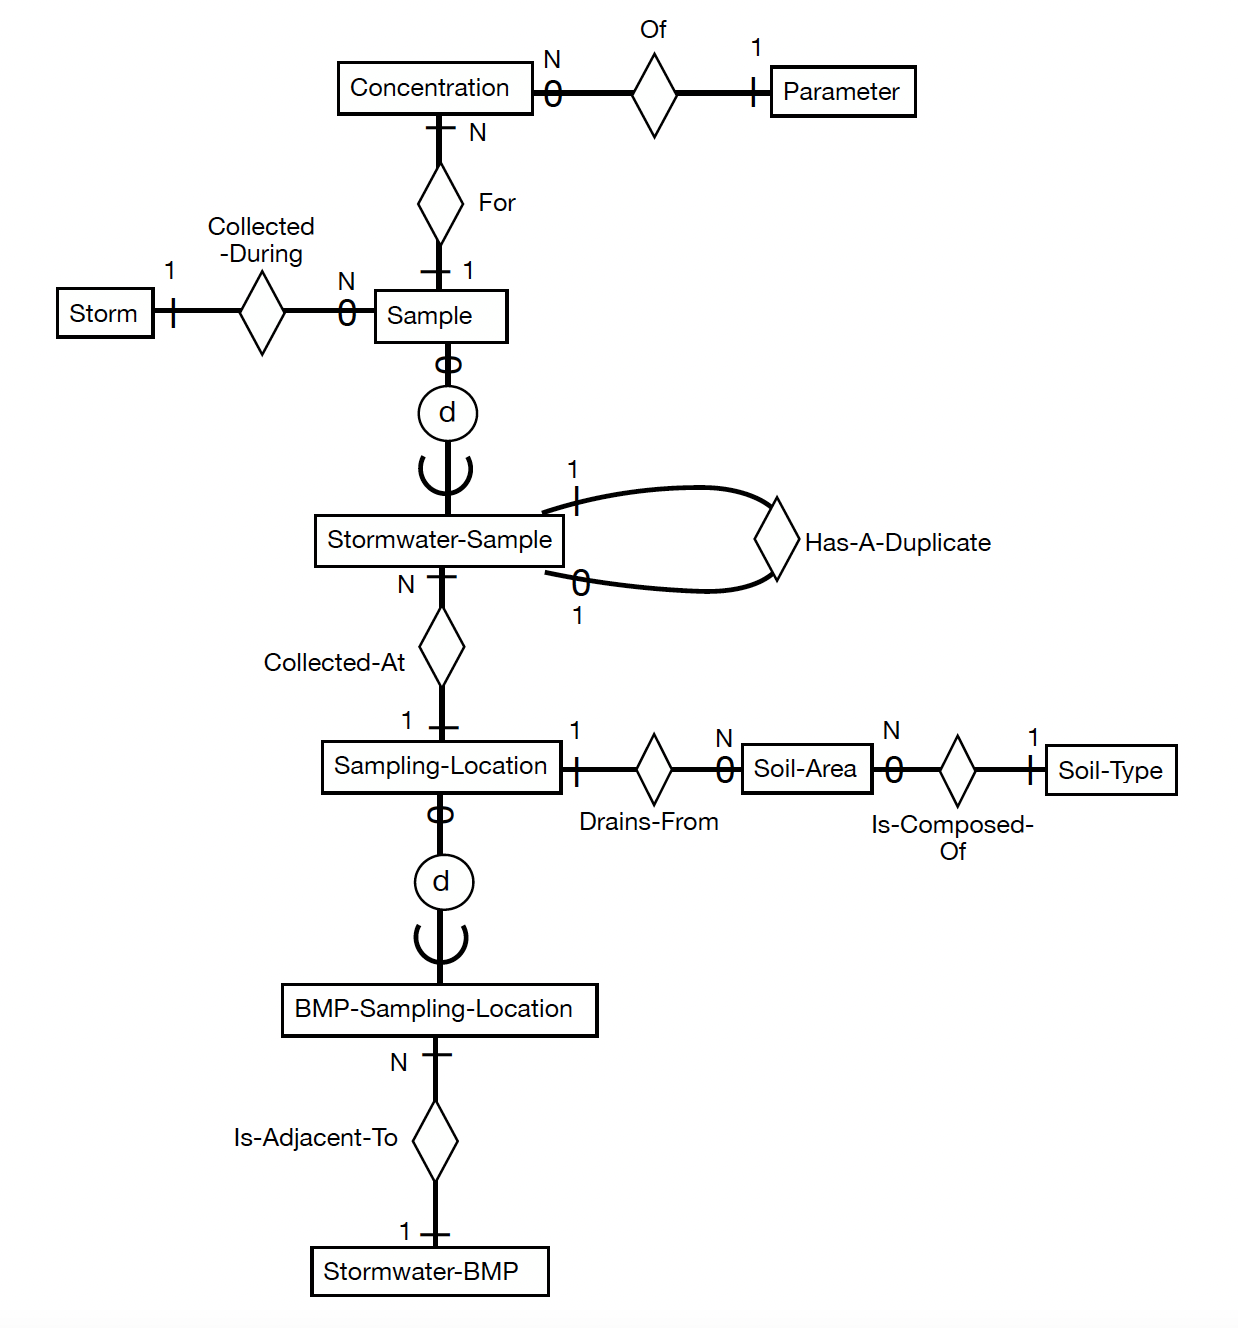 Of
N
1
Concentration
Parameter
N
For
Collected
-During
1
N
1
Storm
Sample
d
1
Stormwater-Sample
Has-A-Duplicate
N
1
Collected-At
1
1
N
N
1
Sampling-Location
Soil-Area
Soil-Type
Drains-From
Is-Composed-
Of
d
BMP-Sampling-Location
N
Is-Adjacent-To
1
Stormwater-BMP